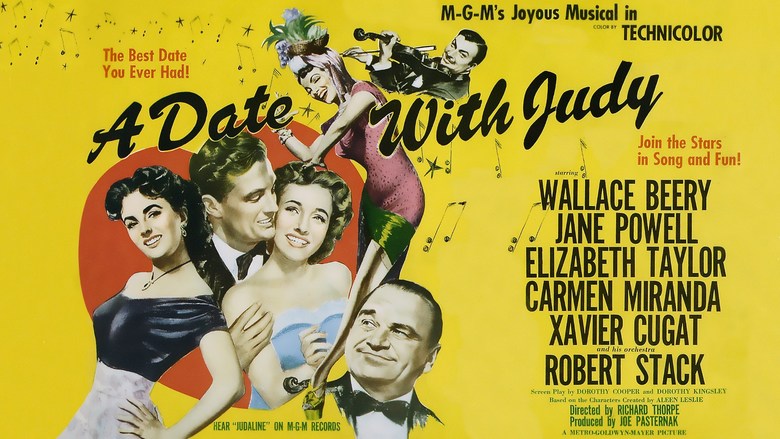 M-G-M's Joyous Musical in
COLOR BY TECHNICOLOR
The Best Date
You Ever Had!
A Date With Judy
Join the Stars
in Song and Fun!
starring
WALLACE BEERY
JANE POWELL
ELIZABETH TAYLOR
CARMEN MIRANDA
XAVIER CUGAT
and his orchestra
ROBERT STACK
Screen Play by DOROTHY COOPER and DOROTHY KINGSLEY
Based on the Characters Created by ALEEN LESLIE
Directed by RICHARD THORPE
Produced by JOE PASTERNAK
A METRO-GOLDWYN-MAYER PICTURE
HEAR "JUDALINE" ON M-G-M RECORDS